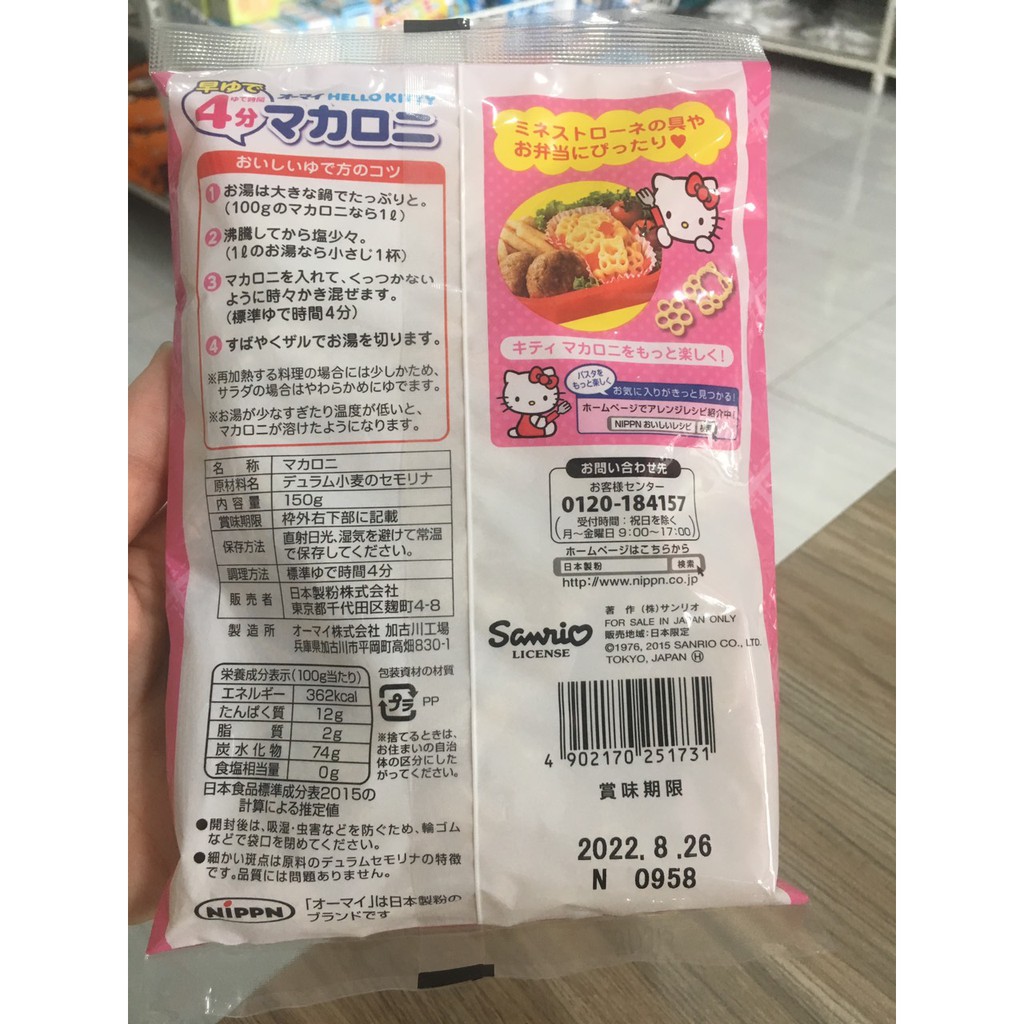 早ゆで
ゆで時間
4分
オーマイ HELLO KITTY
マカロニ
おいしいゆで方のコツ
1 お湯は大きな鍋でたっぷりと。
(100gのマカロニなら1ℓ)
2 沸騰してから塩少々。
(1ℓのお湯なら小さじ1杯)
3 マカロニを入れて、くっつかない
ように時々かき混ぜます。
(標準ゆで時間4分)
4 すばやくザルでお湯を切ります。
※再加熱する料理の場合には少しかため、
サラダの場合はやわらかめにゆでます。
※お湯が少なすぎたり温度が低いと、
マカロニが溶けたようになります。
名称 マカロニ
原材料名 デュラム小麦のセモリナ
内容量 150g
賞味期限 枠外右下部に記載
保存方法 直射日光、湿気を避けて常温
で保存してください。
調理方法 標準ゆで時間4分
販売者 日本製粉株式会社
東京都千代田区麹町4-8
製造所 オーマイ株式会社 加古川工場
兵庫県加古川市平岡町高畑830-1
栄養成分表示(100g当たり)
エネルギー 362kcal
たんぱく質 12g
脂質 2g
炭水化物 74g
食塩相当量 0g
日本食品標準成分表2015の
計算による推定値
包装資材の材質
プラ PP
※捨てるときは、
お住まいの自治
体の区分にした
がってください。
●開封後は、吸湿・虫害などを防ぐため、輪ゴム
などで袋口を閉めてください。
●細かい斑点は原料のデュラムセモリナの特徴
です。品質には問題ありません。
NIPPN
「オーマイ」は日本製粉の
ブランドです
ミネストローネの具や
お弁当にぴったり♥
キティ マカロニをもっと楽しく!
パスタを
もっと楽しく
お気に入りがきっと見つかる!
ホームページでアレンジレシピ紹介中!
NIPPN おいしいレシピ
お問い合わせ先
お客様センター
0120-184157
(受付時間:祝日を除く
月〜金曜日 9:00〜17:00)
ホームページはこちらから
日本製粉 検索
http://www.nippn.co.jp
Sanrio
LICENSE
著作(株)サンリオ
FOR SALE IN JAPAN ONLY
販売地域:日本限定
©1976, 2015 SANRIO CO., LTD.
TOKYO, JAPAN Ⓗ
4 902170 251731
賞味期限
2022. 8 .26
N 0958